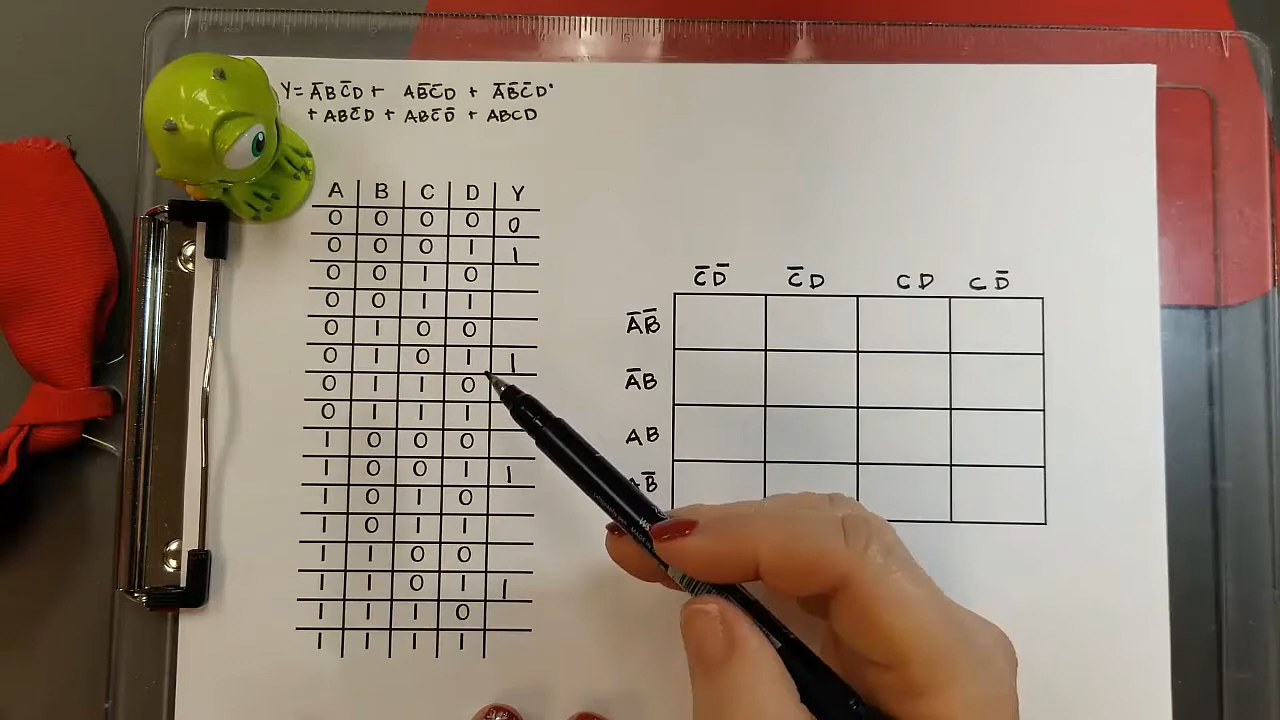 Y = A̅BC̅D + AB̅C̅D + A̅B̅C̅D
+ ABC̅D + ABC̅D̅ + ABCD
A B C D Y
0 0 0 0 0
0 0 0 1 1
0 0 1 0
0 0 1 1
0 1 0 0
0 1 0 1 1
0 1 1 0
0 1 1 1
1 0 0 0
1 0 0 1 1
1 0 1 0
1 0 1 1
1 1 0 0
1 1 0 1 1
1 1 1 0
1 1 1 1
C̅D̅ C̅D CD CD̅
A̅B̅
A̅B
AB
AB̅